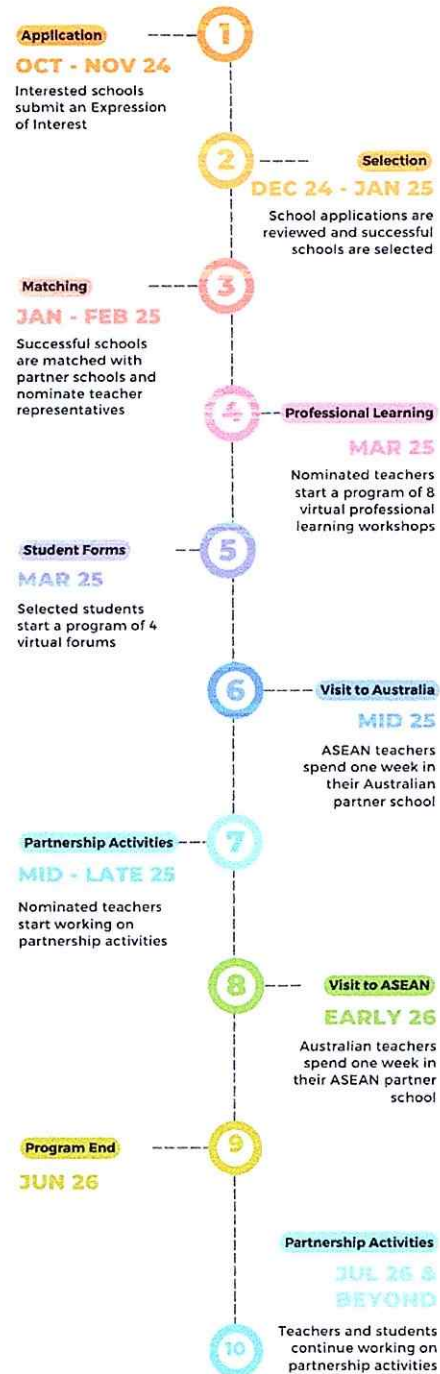 1
Application
OCT - NOV 24
Interested schools
submit an Expression
of Interest
2
Selection
DEC 24 - JAN 25
School applications are
reviewed and successful
schools are selected
3
Matching
JAN - FEB 25
Successful schools
are matched with
partner schools and
nominate teacher
representatives
4
Professional Learning
MAR 25
Nominated teachers
start a program of 8
virtual professional
learning workshops
5
Student Forms
MAR 25
Selected students
start a program of 4
virtual forums
6
Visit to Australia
MID 25
ASEAN teachers
spend one week in
their Australian
partner school
7
Partnership Activities
MID - LATE 25
Nominated teachers
start working on
partnership activities
8
Visit to ASEAN
EARLY 26
Australian teachers
spend one week in
their ASEAN partner
school
9
Program End
JUN 26
Partnership Activities
JUL 26 &
BEYOND
10
Teachers and students
continue working on
partnership activities